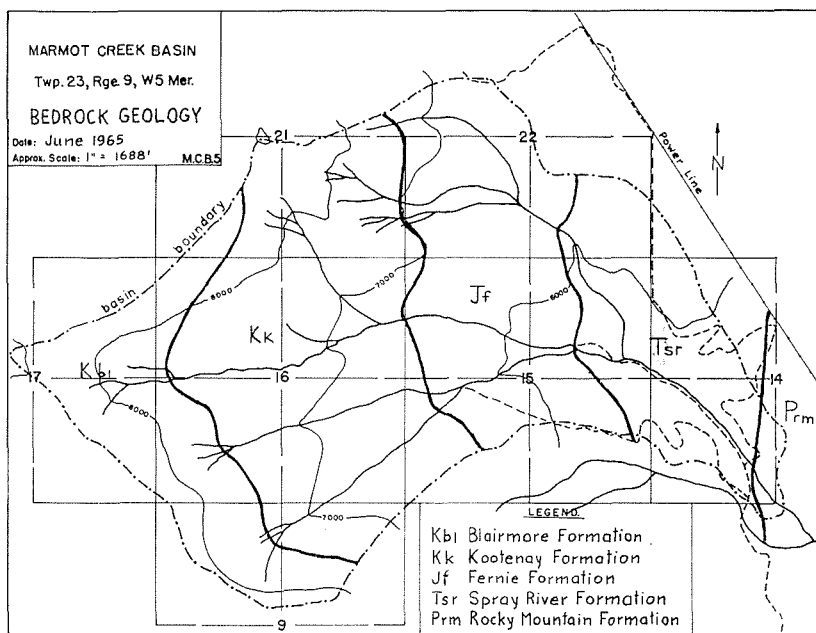 MARMOT CREEK BASIN
Twp. 23, Rge. 9, W5 Mer.
BEDROCK GEOLOGY
Date: June 1965
Approx. Scale: 1" = 1688' M.C.B.5
21
22
Power Line
N
basin boundary
8000
7000
6000
Jf
Kk
Tsr
Kbl
17
16
15
14
8000
Prm
7000
9
LEGEND
Kbl Blairmore Formation
Kk Kootenay Formation
Jf Fernie Formation
Tsr Spray River Formation
Prm Rocky Mountain Formation